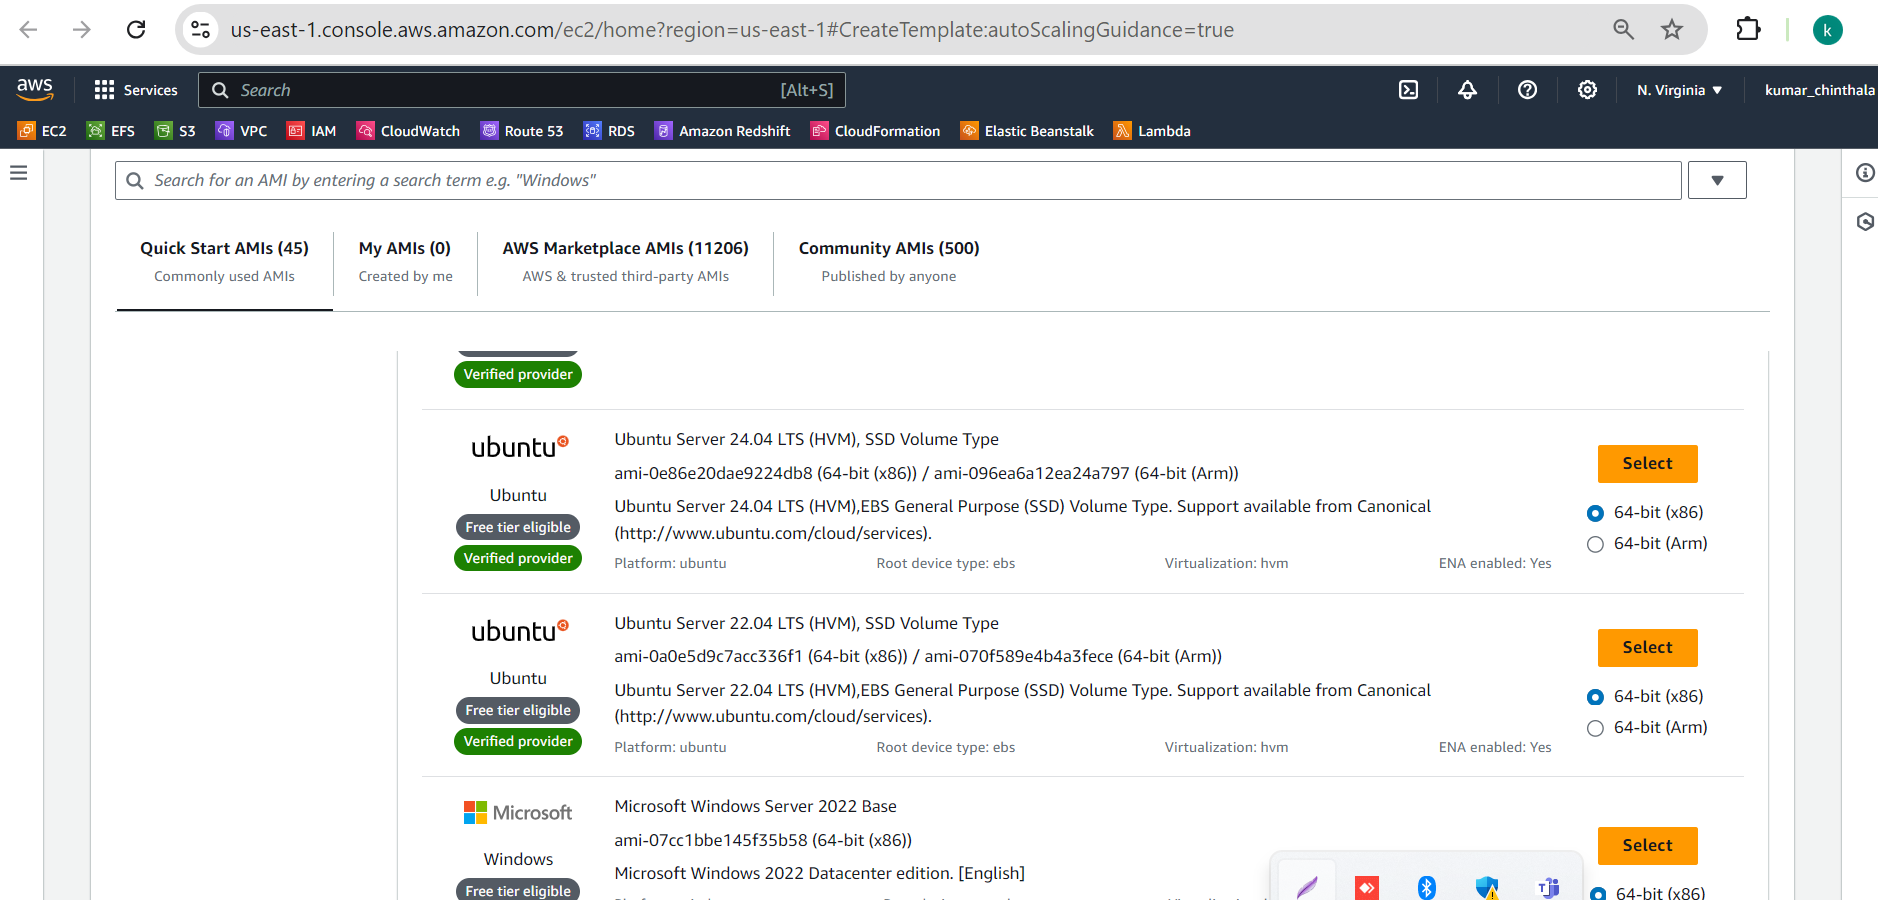 us-east-1.console.aws.amazon.com/ec2/home?region=us-east-1#CreateTemplate:autoScalingGuidance=true
k
aws
Services
Search
[Alt+S]
N. Virginia
kumar_chinthala
EC2
EFS
S3
VPC
IAM
CloudWatch
Route 53
RDS
Amazon Redshift
CloudFormation
Elastic Beanstalk
Lambda
Search for an AMI by entering a search term e.g. "Windows"
Quick Start AMIs (45)
Commonly used AMIs
My AMIs (0)
Created by me
AWS Marketplace AMIs (11206)
AWS & trusted third-party AMIs
Community AMIs (500)
Published by anyone
Verified provider
ubuntu
Ubuntu
Free tier eligible
Verified provider
Ubuntu Server 24.04 LTS (HVM), SSD Volume Type
ami-0e86e20dae9224db8 (64-bit (x86)) / ami-096ea6a12ea24a797 (64-bit (Arm))
Ubuntu Server 24.04 LTS (HVM),EBS General Purpose (SSD) Volume Type. Support available from Canonical
(http://www.ubuntu.com/cloud/services).
Platform: ubuntu
Root device type: ebs
Virtualization: hvm
ENA enabled: Yes
Select
64-bit (x86)
64-bit (Arm)
ubuntu
Ubuntu
Free tier eligible
Verified provider
Ubuntu Server 22.04 LTS (HVM), SSD Volume Type
ami-0a0e5d9c7acc336f1 (64-bit (x86)) / ami-070f589e4b4a3fece (64-bit (Arm))
Ubuntu Server 22.04 LTS (HVM),EBS General Purpose (SSD) Volume Type. Support available from Canonical
(http://www.ubuntu.com/cloud/services).
Platform: ubuntu
Root device type: ebs
Virtualization: hvm
ENA enabled: Yes
Select
64-bit (x86)
64-bit (Arm)
Microsoft
Windows
Free tier eligible
Microsoft Windows Server 2022 Base
ami-07cc1bbe145f35b58 (64-bit (x86))
Microsoft Windows 2022 Datacenter edition. [English]
Select
64-bit (x86)